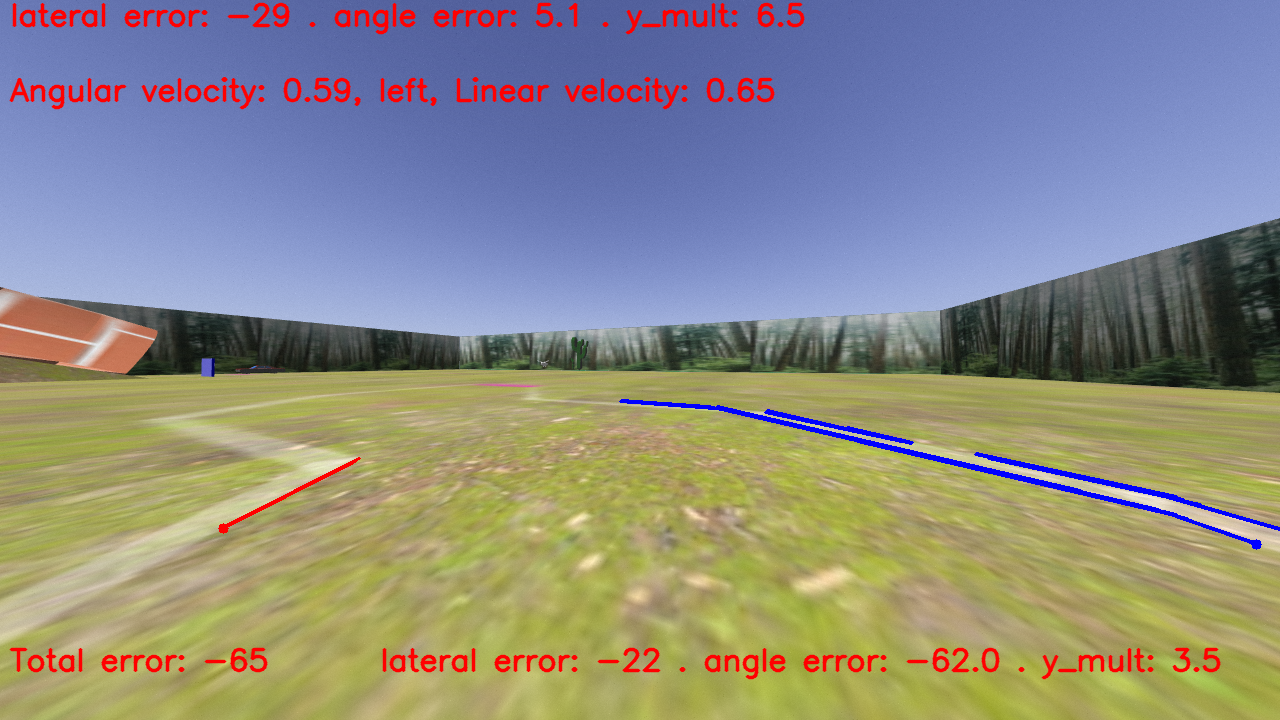 lateral error: −29 . angle error: 5.1 . y_mult: 6.5
Angular velocity: 0.59, left, Linear velocity: 0.65
Total error: −65
lateral error: −22 . angle error: −62.0 . y_mult: 3.5